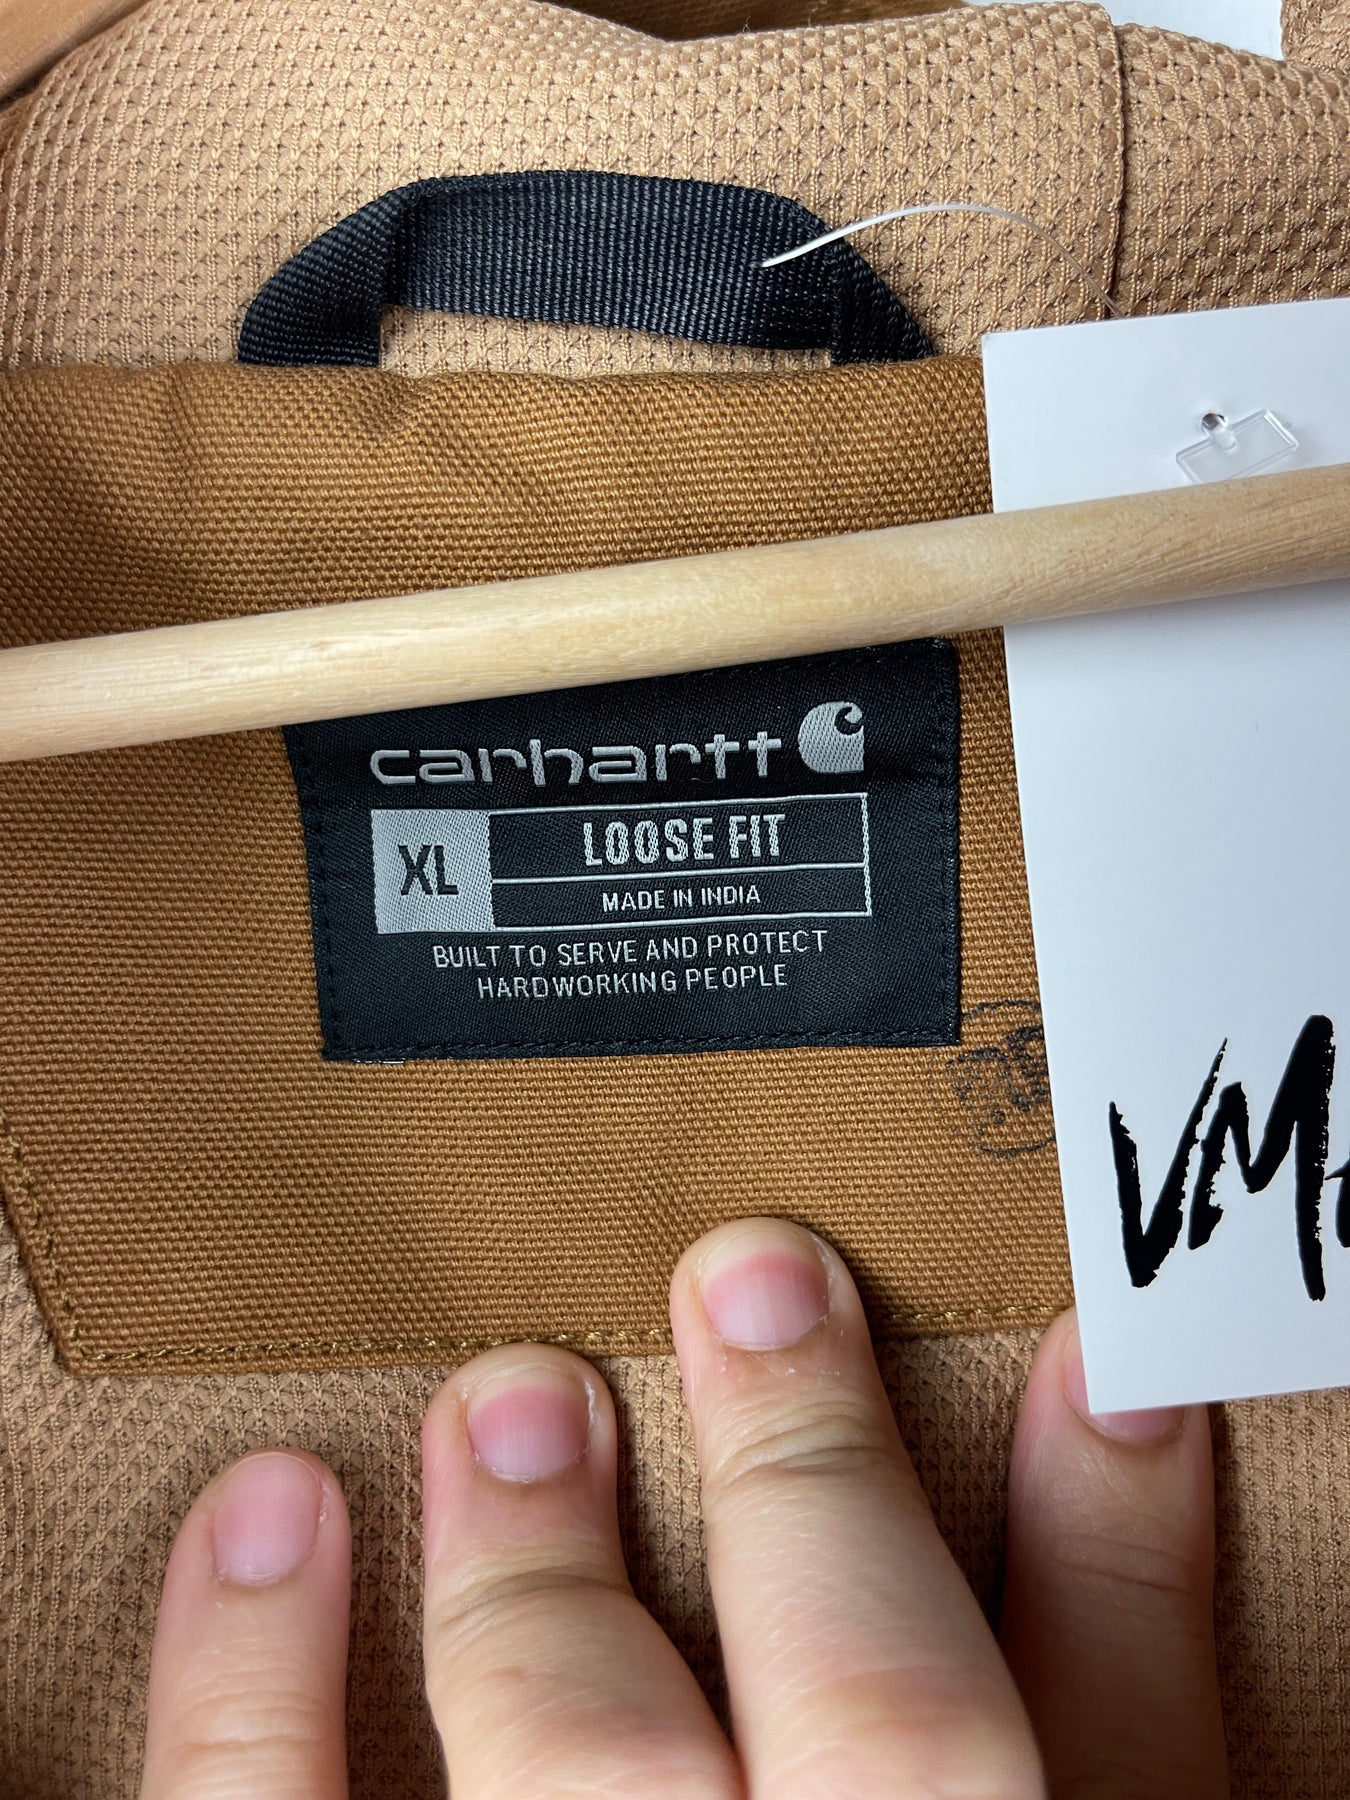 carhartt
XL
LOOSE FIT
MADE IN INDIA
BUILT TO SERVE AND PROTECT
HARDWORKING PEOPLE